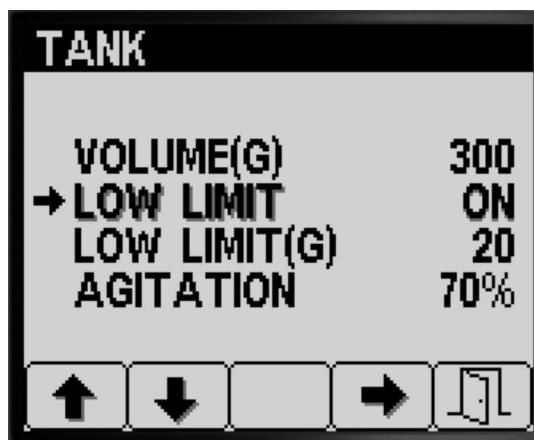 TANK
VOLUME(G) 300
LOW LIMIT ON
LOW LIMIT(G) 20
AGITATION 70%